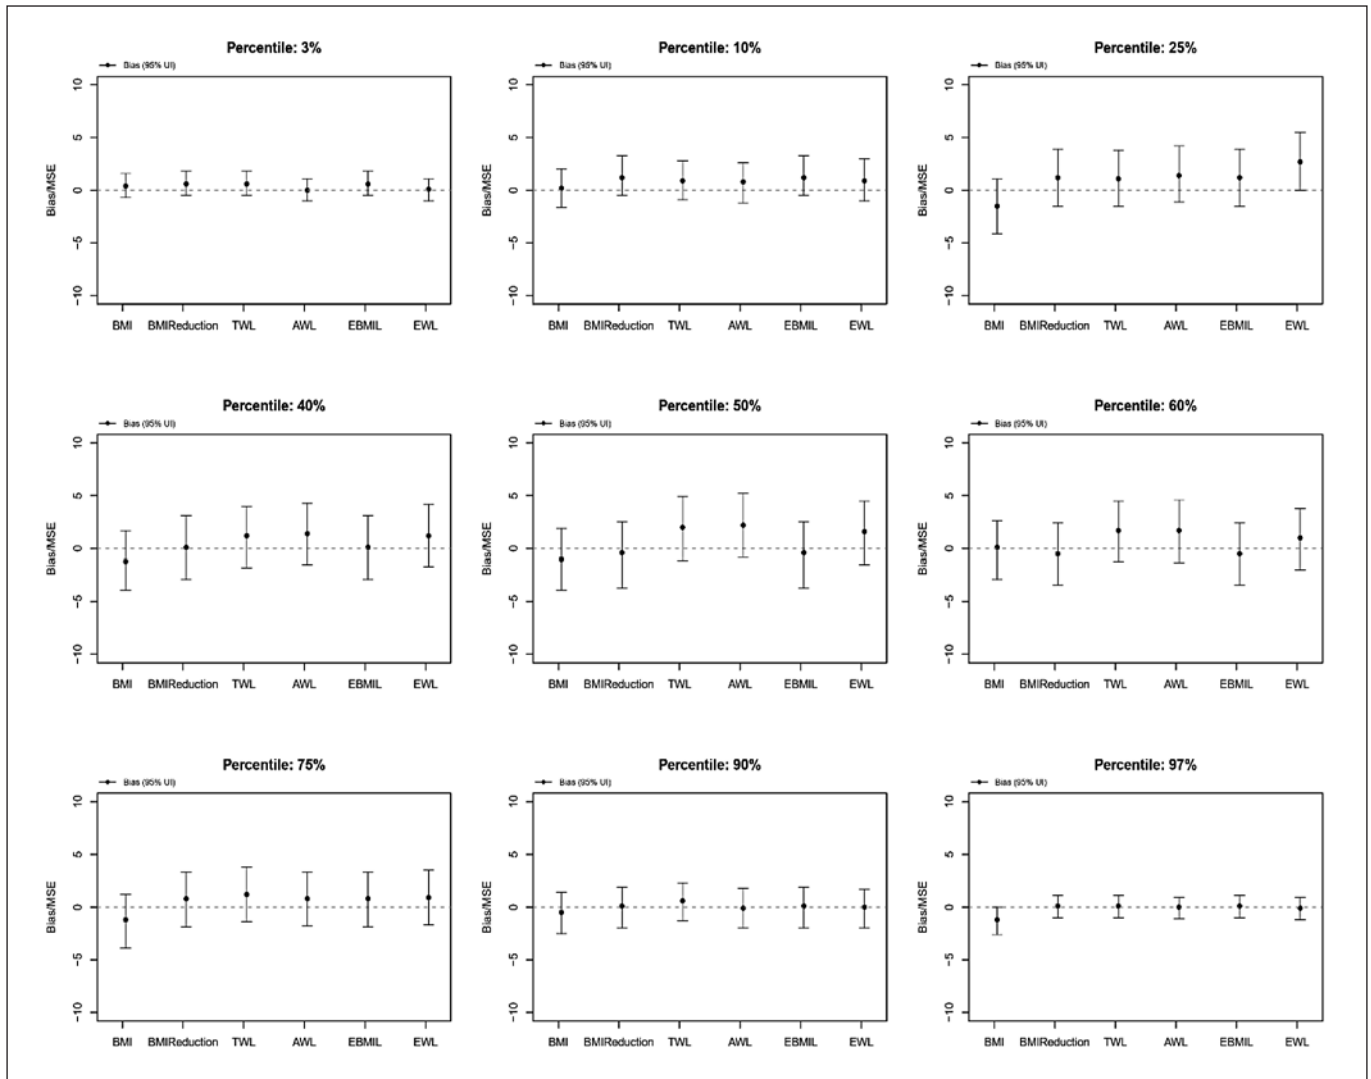 Percentile: 3%
Bias (95% UI)
Bias/MSE
10
5
0
−5
−10
BMI BMIReduction TWL AWL EBMIL EWL
Percentile: 10%
Bias (95% UI)
Bias/MSE
10
5
0
−5
−10
BMI BMIReduction TWL AWL EBMIL EWL
Percentile: 25%
Bias (95% UI)
Bias/MSE
10
5
0
−5
−10
BMI BMIReduction TWL AWL EBMIL EWL
Percentile: 40%
Bias (95% UI)
Bias/MSE
10
5
0
−5
−10
BMI BMIReduction TWL AWL EBMIL EWL
Percentile: 50%
Bias (95% UI)
Bias/MSE
10
5
0
−5
−10
BMI BMIReduction TWL AWL EBMIL EWL
Percentile: 60%
Bias (95% UI)
Bias/MSE
10
5
0
−5
−10
BMI BMIReduction TWL AWL EBMIL EWL
Percentile: 75%
Bias (95% UI)
Bias/MSE
10
5
0
−5
−10
BMI BMIReduction TWL AWL EBMIL EWL
Percentile: 90%
Bias (95% UI)
Bias/MSE
10
5
0
−5
−10
BMI BMIReduction TWL AWL EBMIL EWL
Percentile: 97%
Bias (95% UI)
Bias/MSE
10
5
0
−5
−10
BMI BMIReduction TWL AWL EBMIL EWL